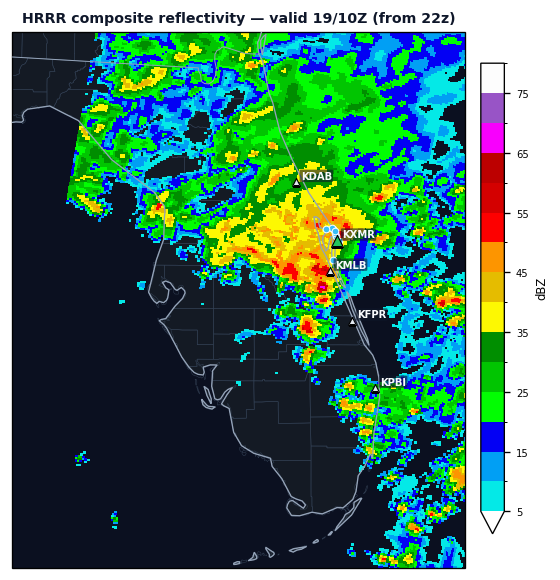 HRRR composite reflectivity — valid 19/10Z (from 22z)
KDAB
KXMR
KMLB
KFPR
KPBI
75
65
55
45
35
25
15
5
dBZ